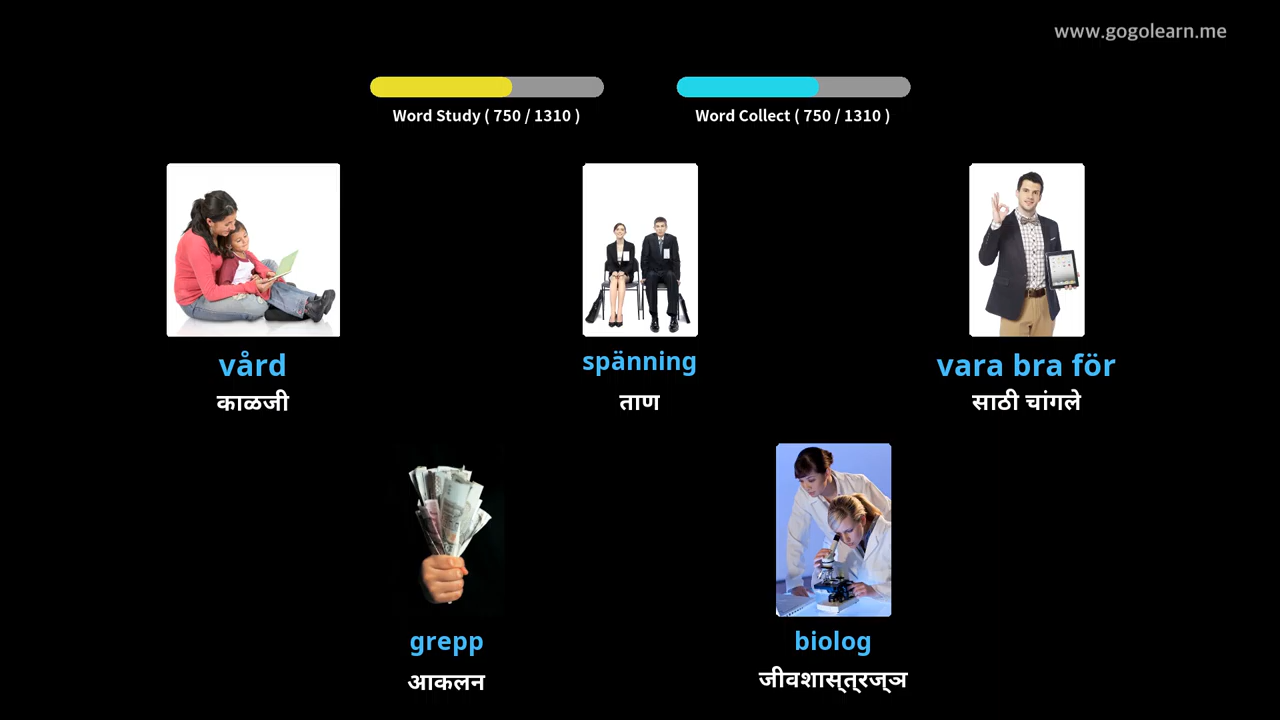 www.gogolearn.me
Word Study ( 750 / 1310 )
Word Collect ( 750 / 1310 )
vård
spänning
vara bra för
काळजी
ताण
साठी चांगले
grepp
biolog
आकलन
जीवशास्त्रज्ञ